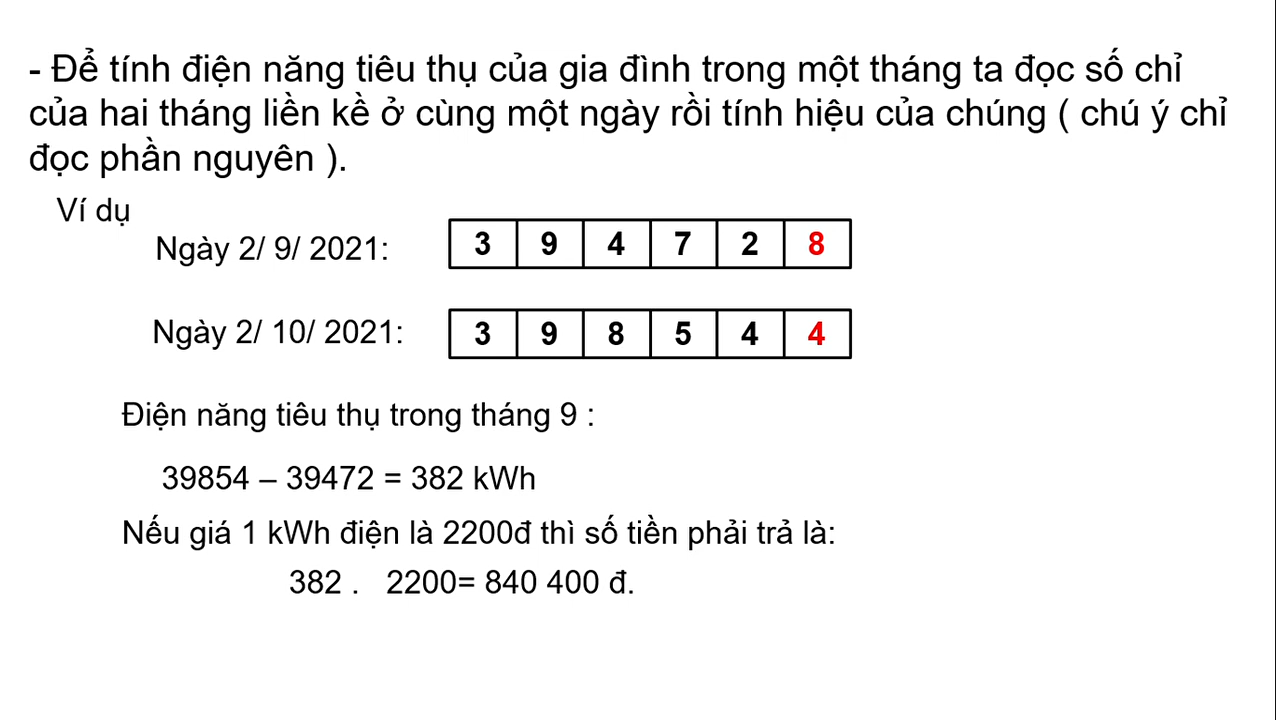 - Để tính điện năng tiêu thụ của gia đình trong một tháng ta đọc số chỉ
của hai tháng liền kề ở cùng một ngày rồi tính hiệu của chúng ( chú ý chỉ
đọc phần nguyên ).
Ví dụ
Ngày 2/ 9/ 2021: 3 9 4 7 2 8
Ngày 2/ 10/ 2021: 3 9 8 5 4 4
Điện năng tiêu thụ trong tháng 9 :
39854 – 39472 = 382 kWh
Nếu giá 1 kWh điện là 2200đ thì số tiền phải trả là:
382 . 2200= 840 400 đ.